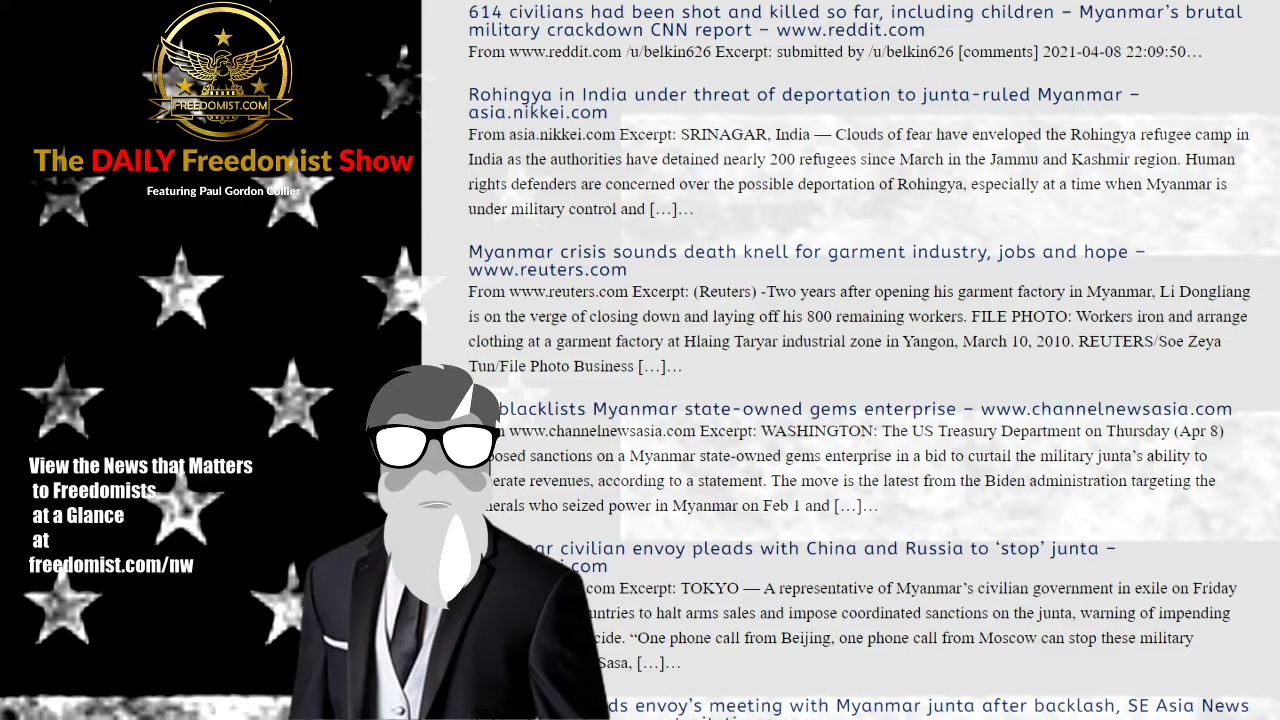 FREEDOMIST.COM
The DAILY Freedomist Show
Featuring Paul Gordon Collier
View the News that Matters
to Freedomists
at a Glance
at
freedomist.com/nw
614 civilians had been shot and killed so far, including children – Myanmar’s brutal
military crackdown CNN report – www.reddit.com
From www.reddit.com /u/belkin626 Excerpt: submitted by /u/belkin626 [comments] 2021-04-08 22:09:50…
Rohingya in India under threat of deportation to junta-ruled Myanmar –
asia.nikkei.com
From asia.nikkei.com Excerpt: SRINAGAR, India — Clouds of fear have enveloped the Rohingya refugee camp in
India as the authorities have detained nearly 200 refugees since March in the Jammu and Kashmir region. Human
rights defenders are concerned over the possible deportation of Rohingya, especially at a time when Myanmar is
under military control and […]…
Myanmar crisis sounds death knell for garment industry, jobs and hope –
www.reuters.com
From www.reuters.com Excerpt: (Reuters) -Two years after opening his garment factory in Myanmar, Li Dongliang
is on the verge of closing down and laying off his 800 remaining workers. FILE PHOTO: Workers iron and arrange
clothing at a garment factory at Hlaing Taryar industrial zone in Yangon, March 10, 2010. REUTERS/Soe Zeya
Tun/File Photo Business […]…
blacklists Myanmar state-owned gems enterprise – www.channelnewsasia.com
www.channelnewsasia.com Excerpt: WASHINGTON: The US Treasury Department on Thursday (Apr 8)
sanctions on a Myanmar state-owned gems enterprise in a bid to curtail the military junta’s ability to
revenues, according to a statement. The move is the latest from the Biden administration targeting the
who seized power in Myanmar on Feb 1 and […]…
civilian envoy pleads with China and Russia to ‘stop’ junta –
.com
com Excerpt: TOKYO — A representative of Myanmar’s civilian government in exile on Friday
to halt arms sales and impose coordinated sanctions on the junta, warning of impending
“One phone call from Beijing, one phone call from Moscow can stop these military
Sasa, […]…
envoy’s meeting with Myanmar junta after backlash, SE Asia News